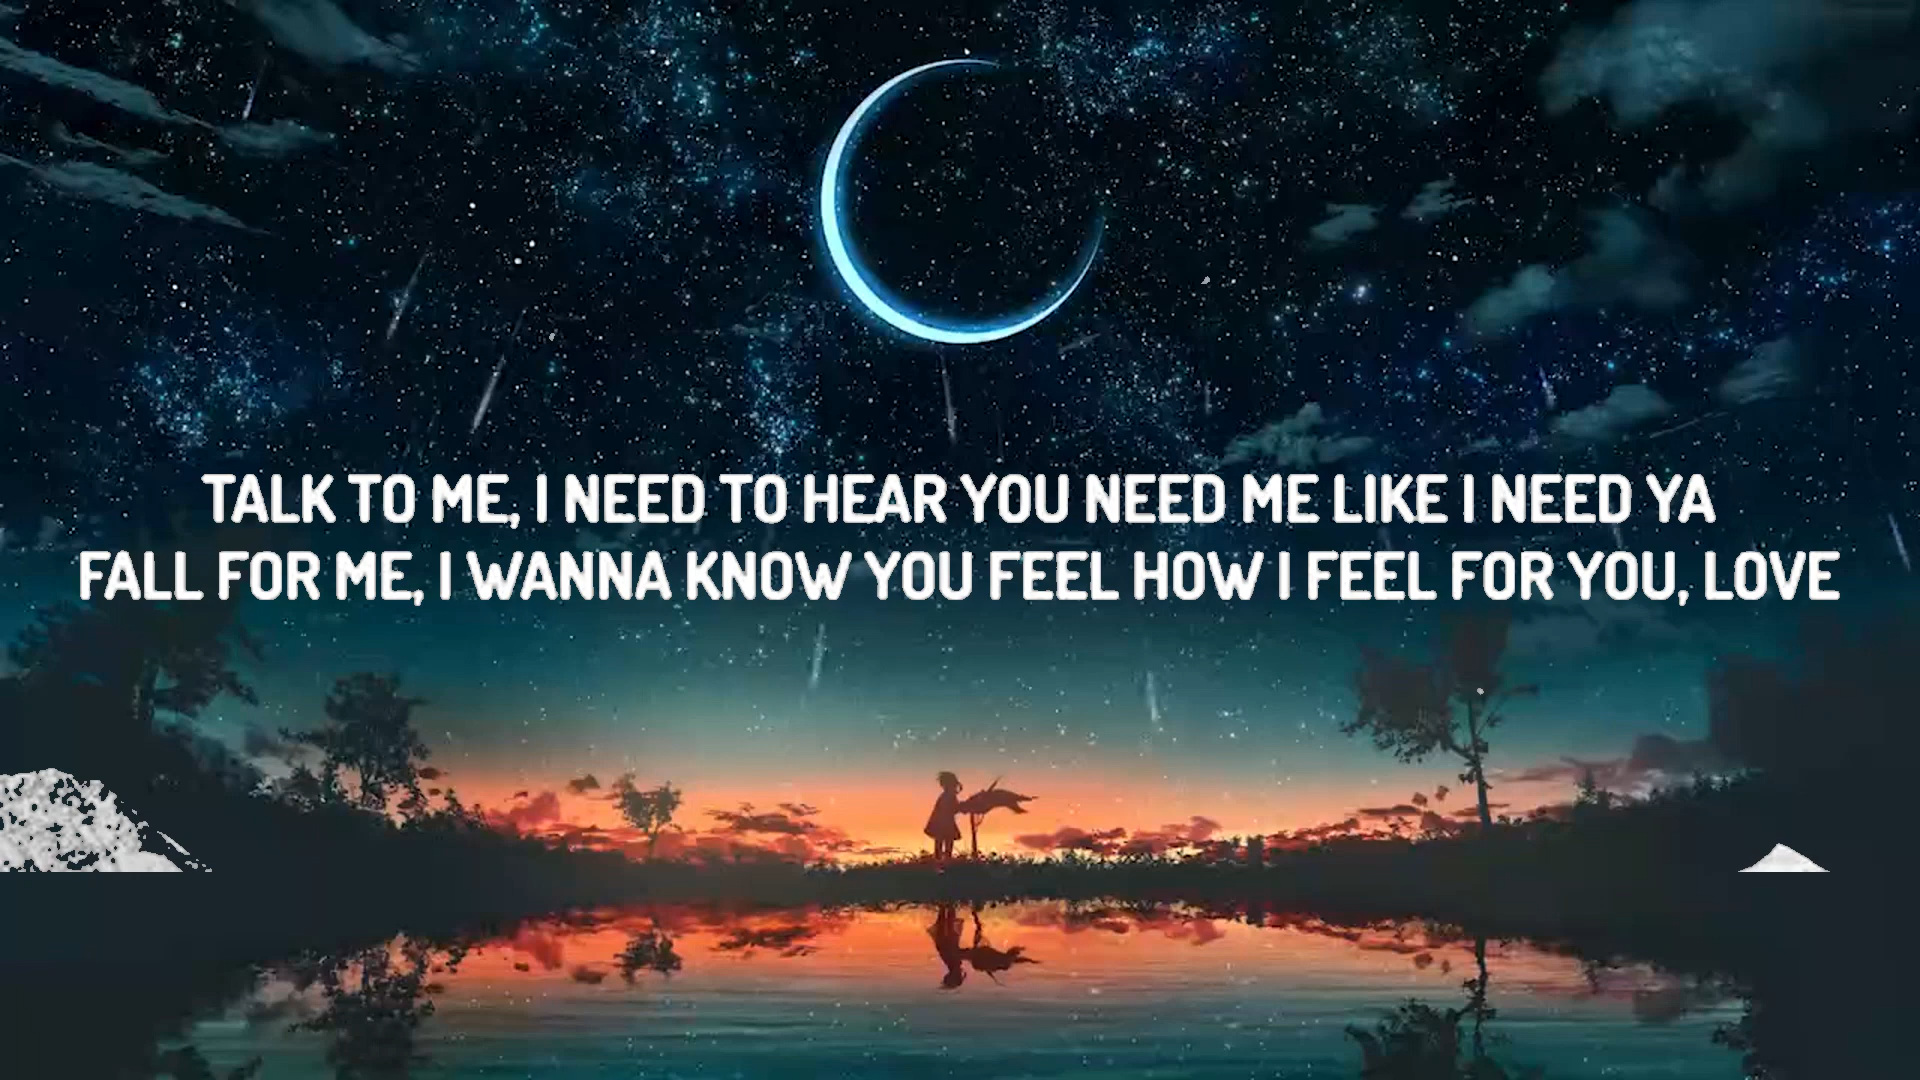 TALK TO ME, I NEED TO HEAR YOU NEED ME LIKE I NEED YA
FALL FOR ME, I WANNA KNOW YOU FEEL HOW I FEEL FOR YOU, LOVE